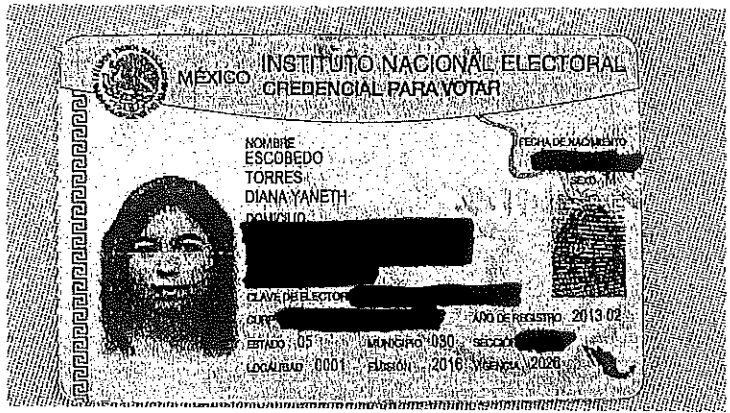 MÉXICO INSTITUTO NACIONAL ELECTORAL
CREDENCIAL PARA VOTAR
NOMBRE
ESCOBEDO
TORRES
DIANA YANETH
FECHA DE NACIMIENTO
SEXO M
DOMICILIO
CLAVE DE ELECTOR
CURP
AÑO DE REGISTRO 2013 02
ESTADO 05 MUNICIPIO 030 SECCIÓN
LOCALIDAD 0001 EMISIÓN 2016 VIGENCIA 2026